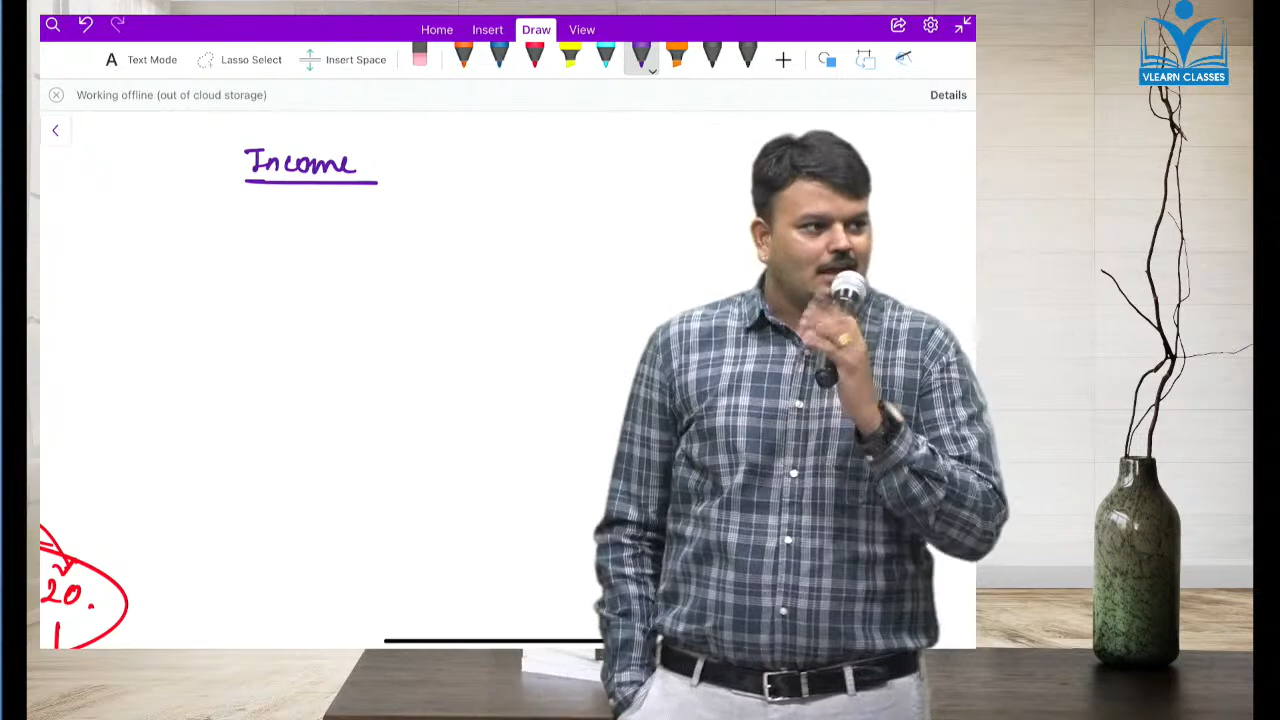 VLEARN CLASSES
Home Insert Draw View
A Text Mode Lasso Select Insert Space
Working offline (out of cloud storage) Details
Income
20.